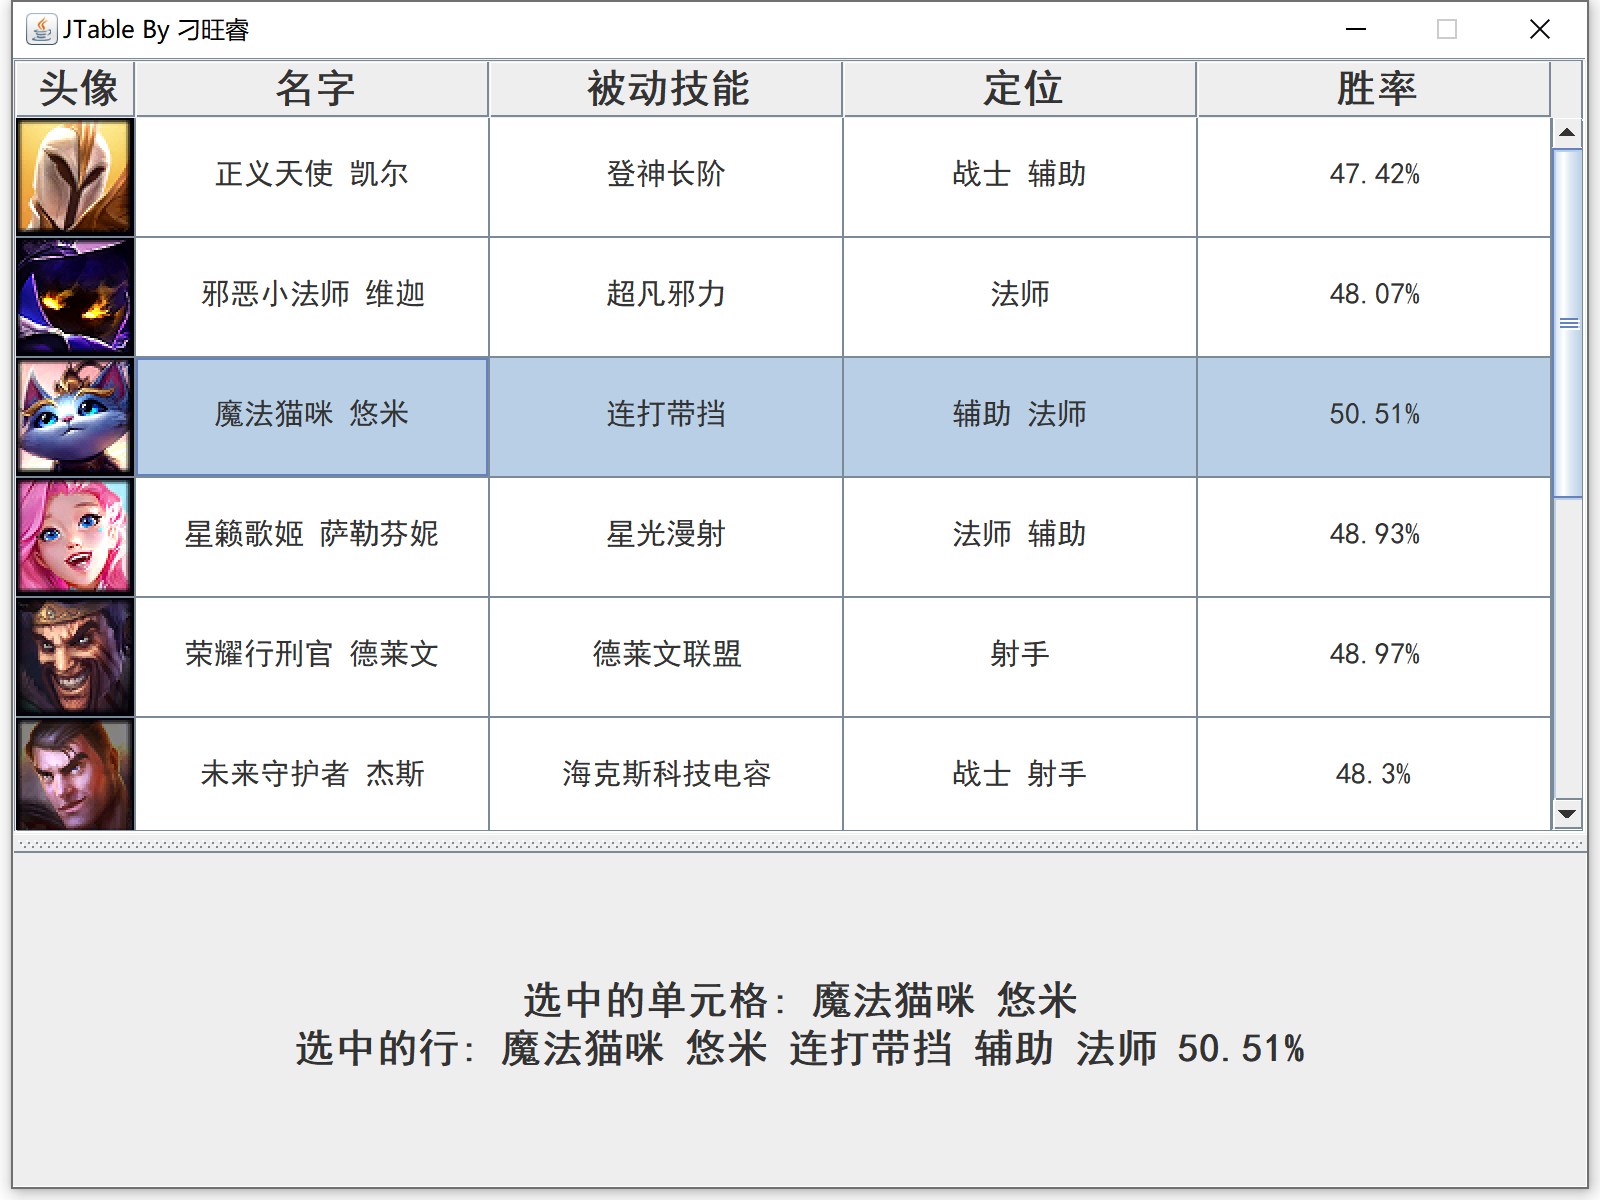 JTable By 刁旺睿
头像 名字 被动技能 定位 胜率
正义天使 凯尔 登神长阶 战士 辅助 47.42%
邪恶小法师 维迦 超凡邪力 法师 48.07%
魔法猫咪 悠米 连打带挡 辅助 法师 50.51%
星籁歌姬 萨勒芬妮 星光漫射 法师 辅助 48.93%
荣耀行刑官 德莱文 德莱文联盟 射手 48.97%
未来守护者 杰斯 海克斯科技电容 战士 射手 48.3%
选中的单元格: 魔法猫咪 悠米
选中的行: 魔法猫咪 悠米 连打带挡 辅助 法师 50.51%